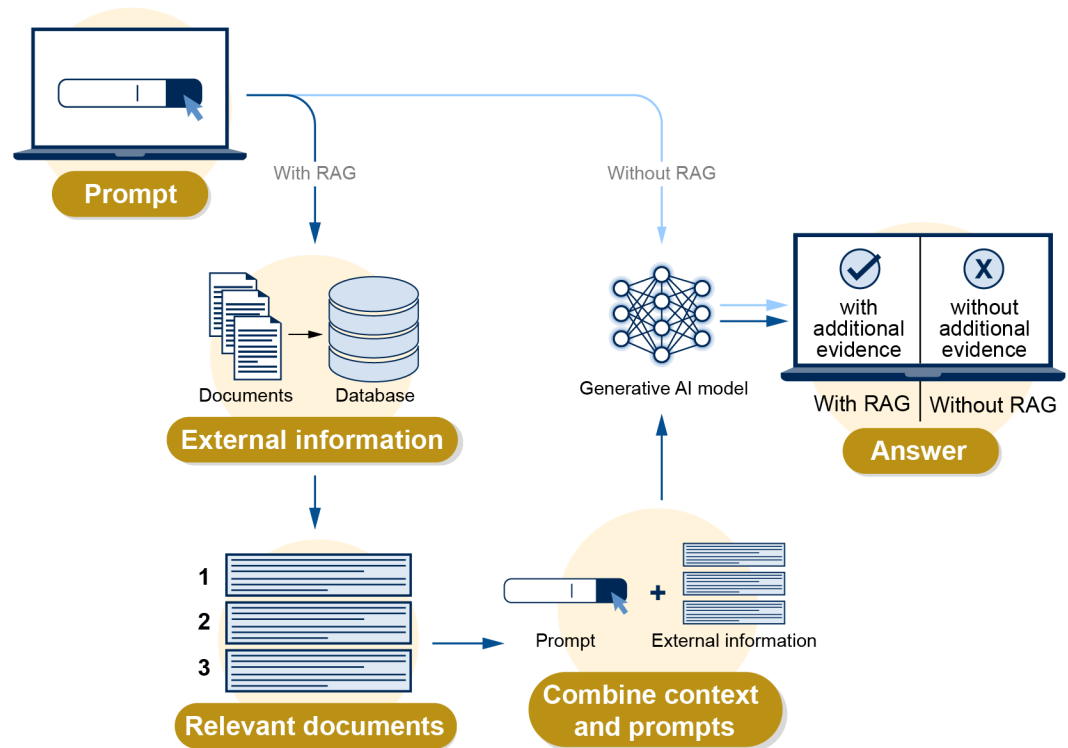 Prompt
With RAG
Without RAG
Documents
Database
External information
1
2
3
Relevant documents
Prompt
+
External information
Combine context
and prompts
Generative AI model
with
additional
evidence
X
without
additional
evidence
With RAG
Without RAG
Answer